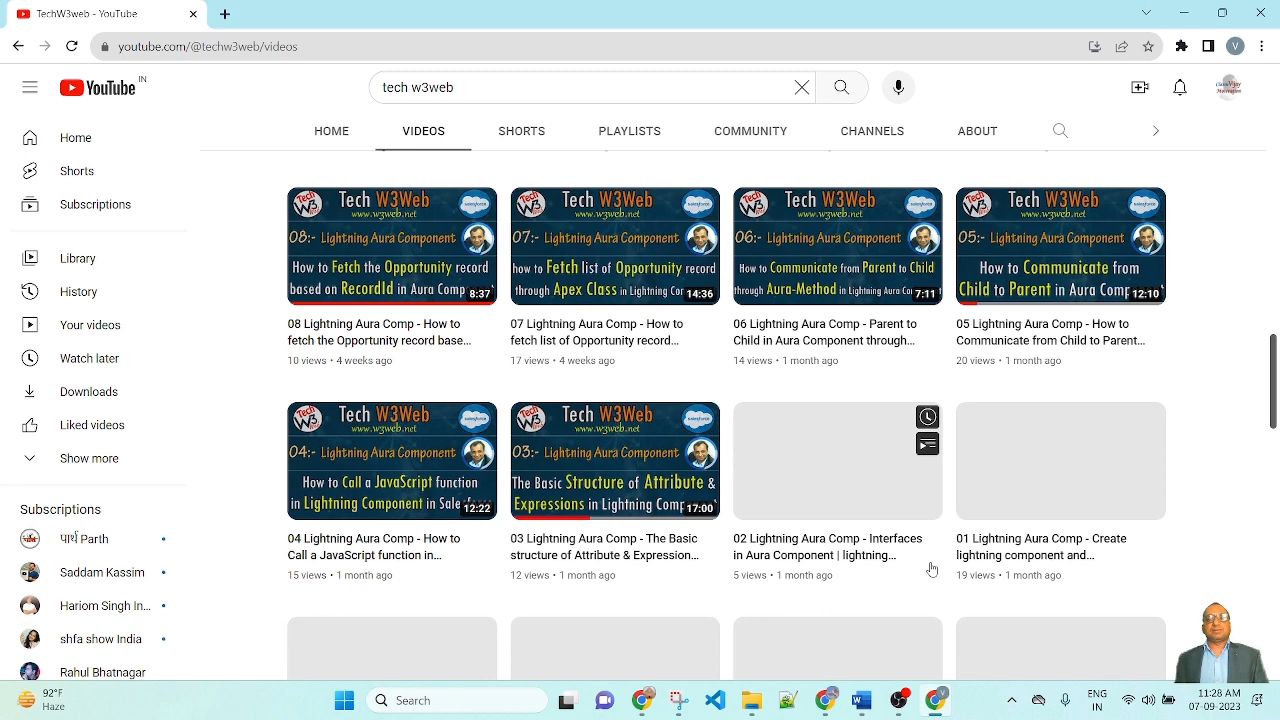 TechW3web - YouTube
youtube.com/@techw3web/videos
V
YouTube
IN
tech w3web
HOME
VIDEOS
SHORTS
PLAYLISTS
COMMUNITY
CHANNELS
ABOUT
Home
Shorts
Subscriptions
Library
History
Your videos
Watch later
Downloads
Liked videos
Show more
Subscriptions
पार्थ Parth
Saddam Kassim
Hariom Singh In...
shfa show India
Rahul Bhatnagar
Tech W3Web
www.w3web.net
08:- Lightning Aura Component
How to Fetch the Opportunity record
based on RecordId in Aura Comp
8:37
08 Lightning Aura Comp - How to
fetch the Opportunity record base...
10 views • 4 weeks ago
Tech W3Web
www.w3web.net
07:- Lightning Aura Component
how to Fetch list of Opportunity record
through Apex Class in Lightning Co
14:36
07 Lightning Aura Comp - How to
fetch list of Opportunity record...
17 views • 4 weeks ago
Tech W3Web
www.w3web.net
06:- Lightning Aura Component
How to Communicate from Parent to Child
through Aura-Method in Lightning Aura Co
7:11
06 Lightning Aura Comp - Parent to
Child in Aura Component through...
14 views • 1 month ago
Tech W3Web
www.w3web.net
05:- Lightning Aura Component
How to Communicate from
Child to Parent in Aura Com
12:10
05 Lightning Aura Comp - How to
Communicate from Child to Parent...
20 views • 1 month ago
Tech W3Web
www.w3web.net
04:- Lightning Aura Component
How to Call a JavaScript function
in Lightning Component in Sale
12:22
04 Lightning Aura Comp - How to
Call a JavaScript function in...
15 views • 1 month ago
Tech W3Web
www.w3web.net
03:- Lightning Aura Component
The Basic Structure of Attribute &
Expressions in Lightning Comp
17:00
03 Lightning Aura Comp - The Basic
structure of Attribute & Expression...
12 views • 1 month ago
02 Lightning Aura Comp - Interfaces
in Aura Component | lightning...
5 views • 1 month ago
01 Lightning Aura Comp - Create
lightning component and...
19 views • 1 month ago
92°F
Haze
Search
ENG
IN
11:28 AM
07-09-2023